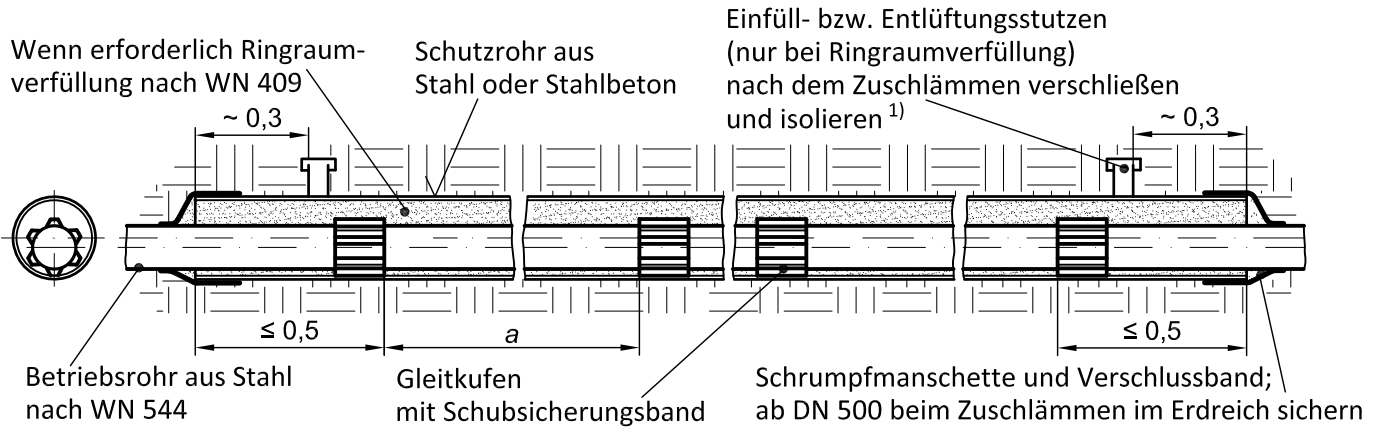 Wenn erforderlich Ringraum-
verfüllung nach WN 409
Schutzrohr aus
Stahl oder Stahlbeton
Einfüll- bzw. Entlüftungsstutzen
(nur bei Ringraumverfüllung)
nach dem Zuschlämmen verschließen
und isolieren 1)
~ 0,3
~ 0,3
≤ 0,5
a
≤ 0,5
Betriebsrohr aus Stahl
nach WN 544
Gleitkufen
mit Schubsicherungsband
Schrumpfmanschette und Verschlussband;
ab DN 500 beim Zuschlämmen im Erdreich sichern